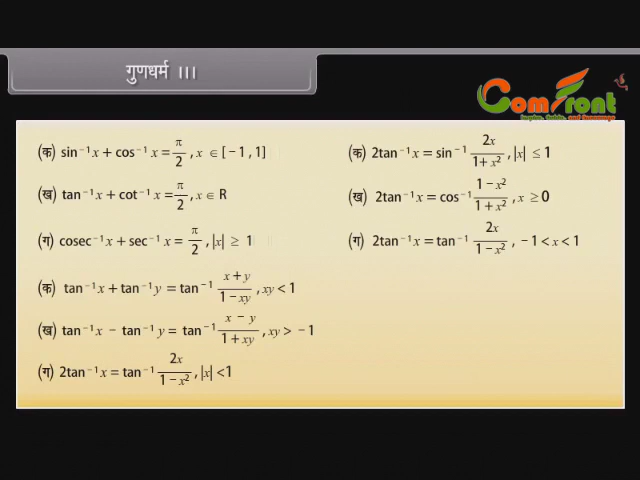 गुणधर्म ।।।
ComFront
(क) sin⁻¹x + cos⁻¹ x = π/2 , x ∈ [ − 1 , 1]
(ख) tan⁻¹x + cot⁻¹ x = π/2 , x ∈ R
(ग) cosec⁻¹x + sec⁻¹x = π/2 , |x| ≥ 1
(क) tan⁻¹x + tan⁻¹y = tan⁻¹ (x + y)/(1 − xy) , xy < 1
(ख) tan⁻¹x − tan⁻¹y = tan⁻¹ (x − y)/(1 + xy) , xy > − 1
(ग) 2tan⁻¹x = tan⁻¹ 2x/(1 − x²) , |x| < 1
(क) 2tan⁻¹x = sin⁻¹ 2x/(1 + x²) , |x| ≤ 1
(ख) 2tan⁻¹x = cos⁻¹ (1 − x²)/(1 + x²) , x ≥ 0
(ग) 2tan⁻¹x = tan⁻¹ 2x/(1 − x²) , − 1 < x < 1